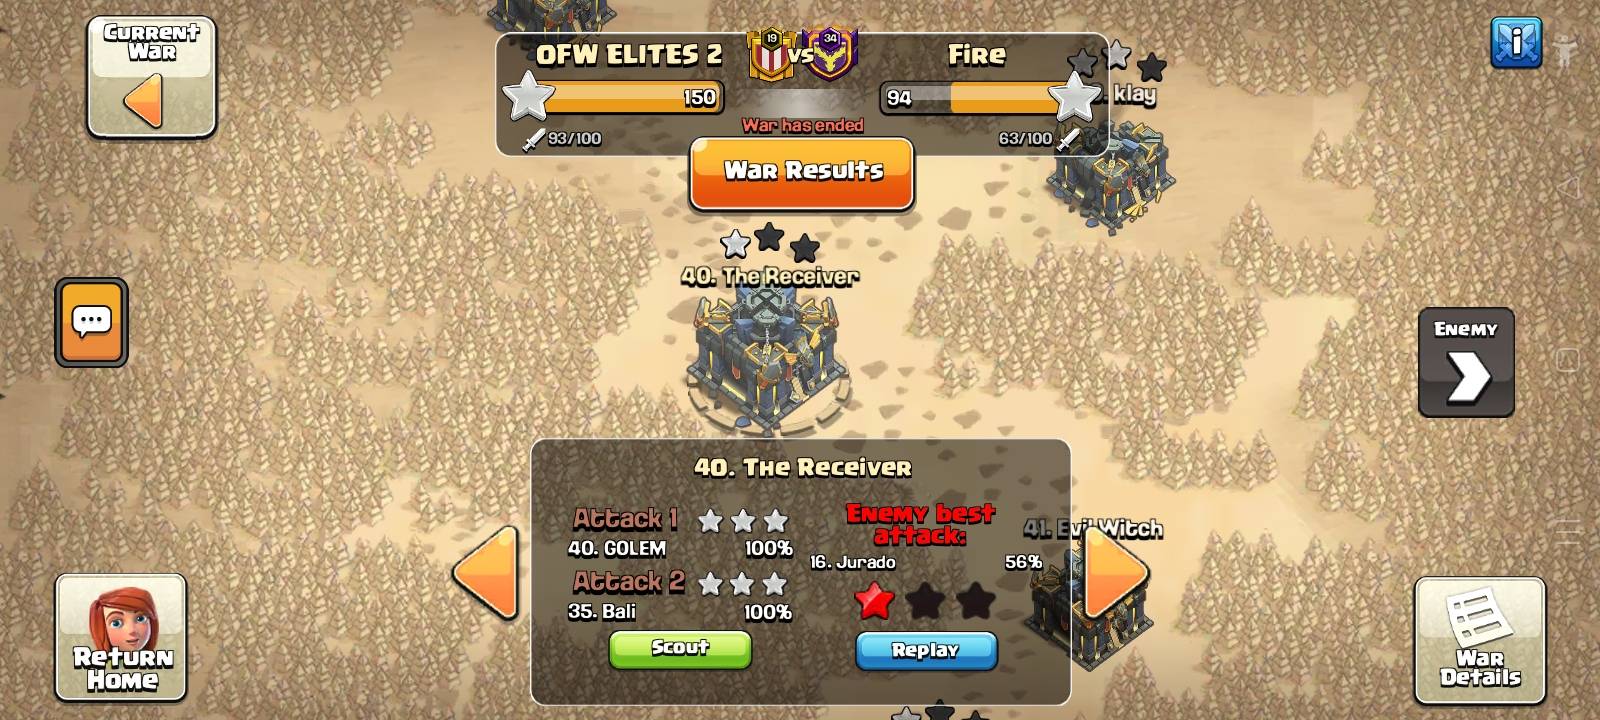 Current
War
OFW ELITES 2
19
vs
34
Fire
150
94
War has ended
93/100
63/100
War Results
klay
40. The Receiver
Enemy
40. The Receiver
Attack 1
40. GOLEM
100%
Attack 2
35. Bali
100%
Scout
Enemy best
attack:
16. Jurado
56%
Replay
41. Evil Witch
Return
Home
War
Details